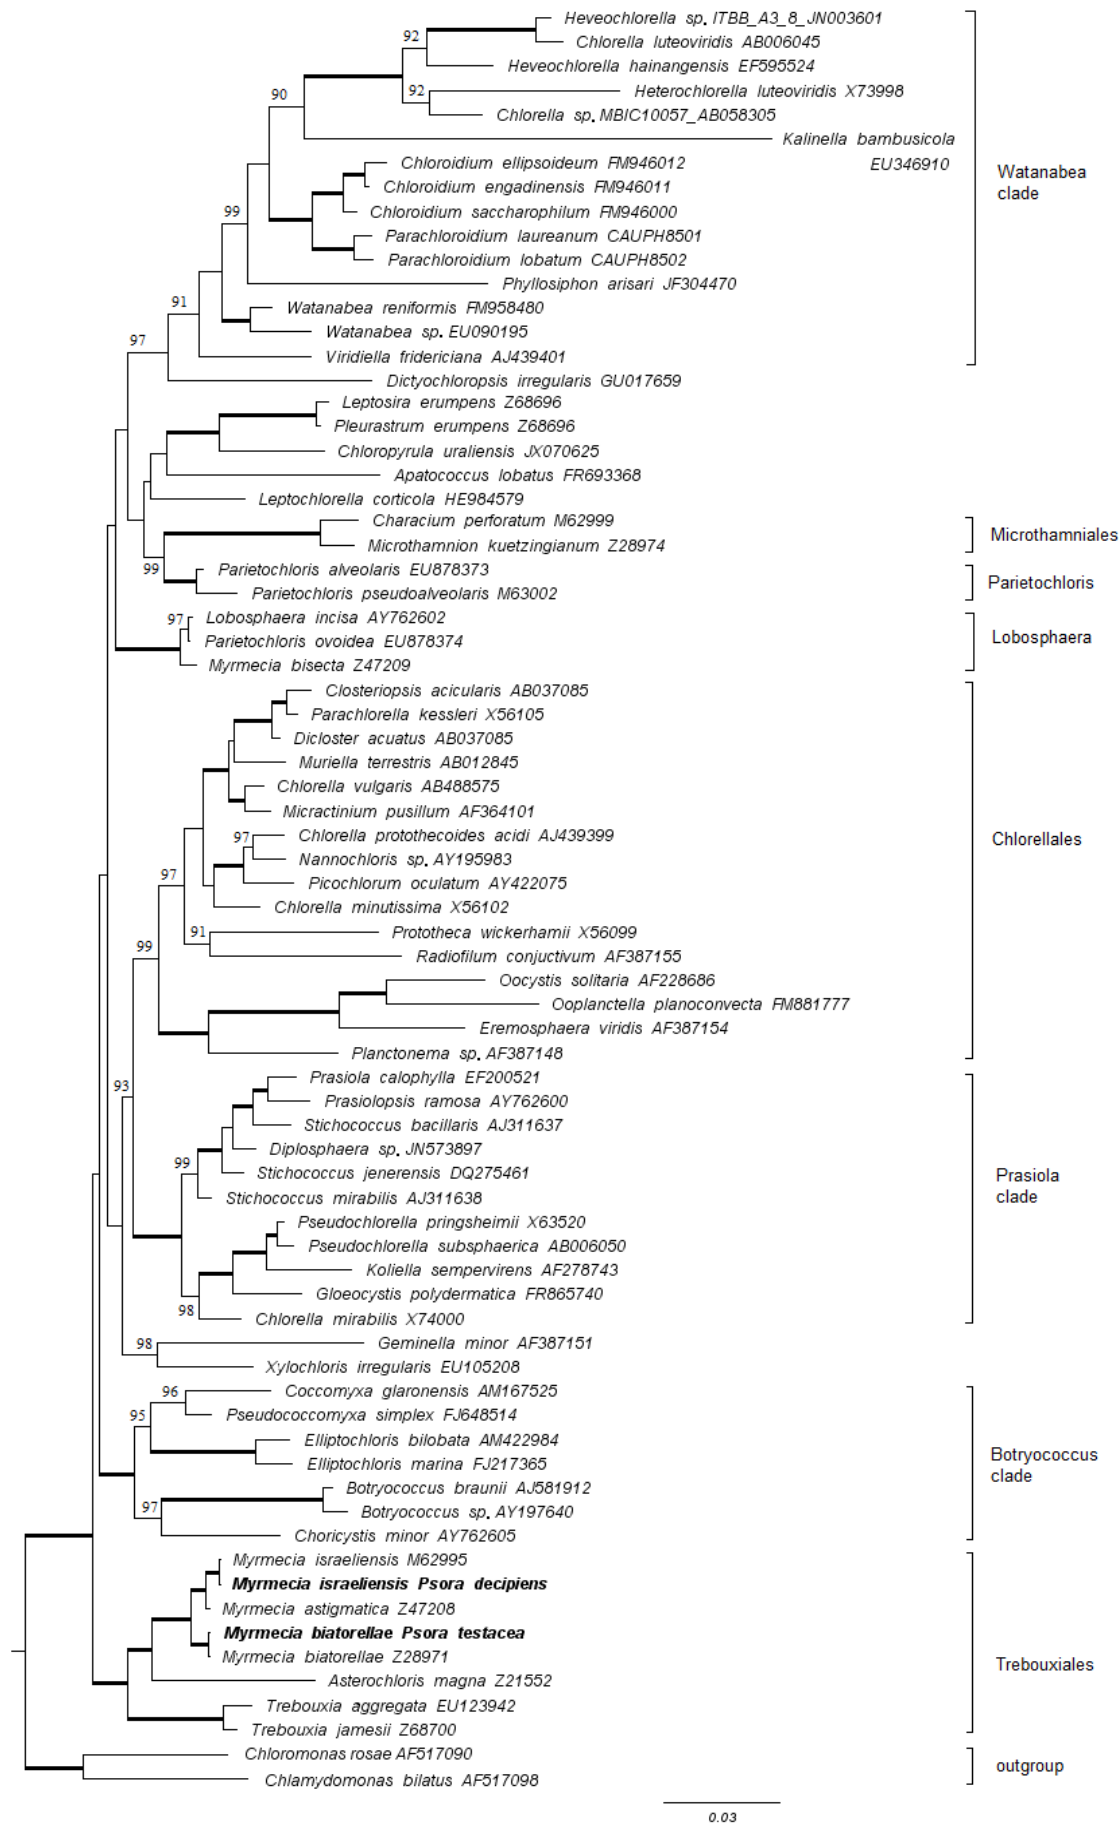 Heveochlorella sp. ITBB_A3_8_JN003601
92
Chlorella luteoviridis AB006045
Heveochlorella hainangensis EF595524
92
Heterochlorella luteoviridis X73998
90
Chlorella sp. MBIC10057_AB058305
Kalinella bambusicola
EU346910
Chloroidium ellipsoideum FM946012
Watanabea
clade
Chloroidium engadinensis FM946011
99
Chloroidium saccharophilum FM946000
Parachloroidium laureanum CAUPH8501
Parachloroidium lobatum CAUPH8502
Phyllosiphon arisari JF304470
91
Watanabea reniformis FM958480
Watanabea sp. EU090195
97
Viridiella fridericiana AJ439401
Dictyochloropsis irregularis GU017659
Leptosira erumpens Z68696
Pleurastrum erumpens Z68696
Chloropyrula uraliensis JX070625
Apatococcus lobatus FR693368
Leptochlorella corticola HE984579
Characium perforatum M62999
Microthamniales
Microthamnion kuetzingianum Z28974
99
Parietochloris alveolaris EU878373
Parietochloris
Parietochloris pseudoalveolaris M63002
97
Lobosphaera incisa AY762602
Parietochloris ovoidea EU878374
Lobosphaera
Myrmecia bisecta Z47209
Closteriopsis acicularis AB037085
Parachlorella kessleri X56105
Dicloster acuatus AB037085
Muriella terrestris AB012845
Chlorella vulgaris AB488575
Micractinium pusillum AF364101
97
Chlorella protothecoides acidi AJ439399
Chlorellales
Nannochloris sp. AY195983
97
Picochlorum oculatum AY422075
Chlorella minutissima X56102
91
Prototheca wickerhamii X56099
99
Radiofilum conjuctivum AF387155
Oocystis solitaria AF228686
Ooplanctella planoconvecta FM881777
Eremosphaera viridis AF387154
Planctonema sp. AF387148
93
Prasiola calophylla EF200521
Prasiolopsis ramosa AY762600
Stichococcus bacillaris AJ311637
Diplosphaera sp. JN573897
99
Stichococcus jenerensis DQ275461
Prasiola
clade
Stichococcus mirabilis AJ311638
Pseudochlorella pringsheimii X63520
Pseudochlorella subsphaerica AB006050
Koliella sempervirens AF278743
Gloeocystis polydermatica FR865740
98
Chlorella mirabilis X74000
98
Geminella minor AF387151
Xylochloris irregularis EU105208
96
Coccomyxa glaronensis AM167525
95
Pseudococcomyxa simplex FJ648514
Elliptochloris bilobata AM422984
Botryococcus
clade
Elliptochloris marina FJ217365
Botryococcus braunii AJ581912
97
Botryococcus sp. AY197640
Choricystis minor AY762605
Myrmecia israeliensis M62995
Myrmecia israeliensis Psora decipiens
Myrmecia astigmatica Z47208
Myrmecia biatorellae Psora testacea
Myrmecia biatorellae Z28971
Trebouxiales
Asterochloris magna Z21552
Trebouxia aggregata EU123942
Trebouxia jamesii Z68700
Chloromonas rosae AF517090
outgroup
Chlamydomonas bilatus AF517098
0.03